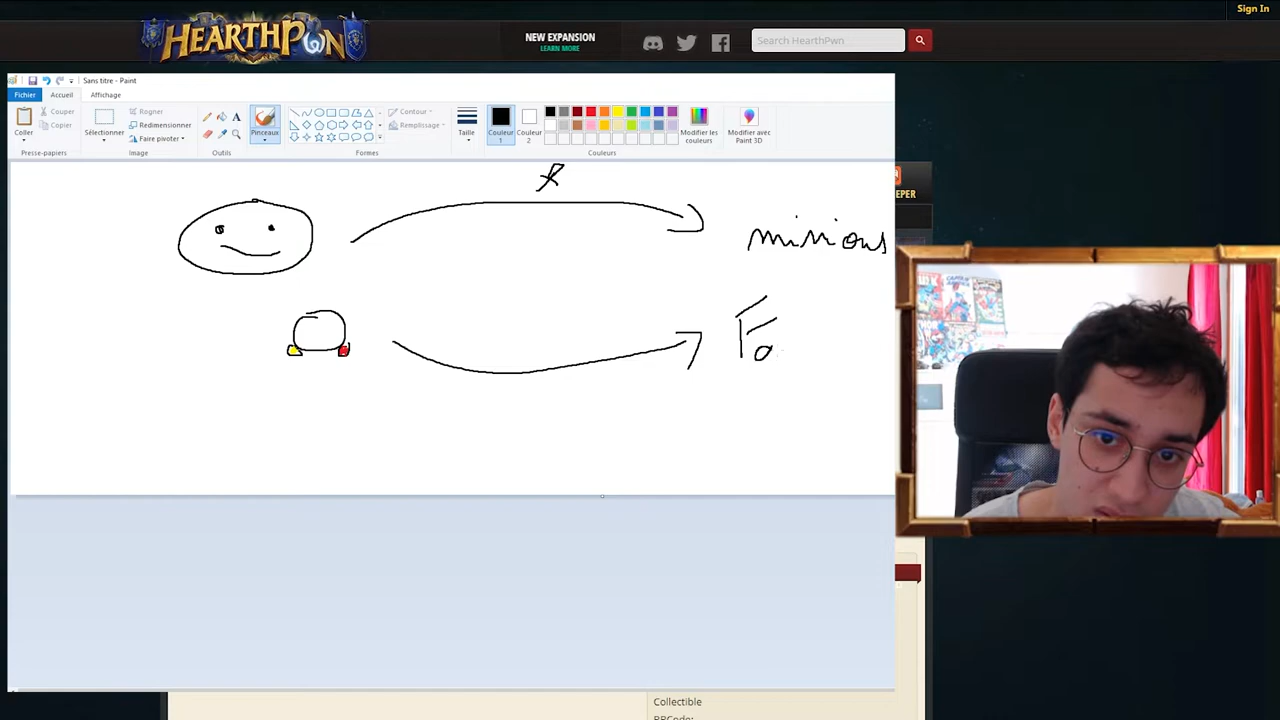 Sign In
HEARTHPWN
NEW EXPANSION
LEARN MORE
Search HearthPwn
Sans titre - Paint
Fichier
Accueil
Affichage
Coller
Couper
Copier
Presse-papiers
Sélectionner
Rogner
Redimensionner
Faire pivoter
Image
Outils
Pinceaux
Contour
Remplissage
Formes
Taille
Couleur 1
Couleur 2
Couleurs
Modifier les couleurs
Modifier avec Paint 3D
EPER
minions
Fo
Collectible